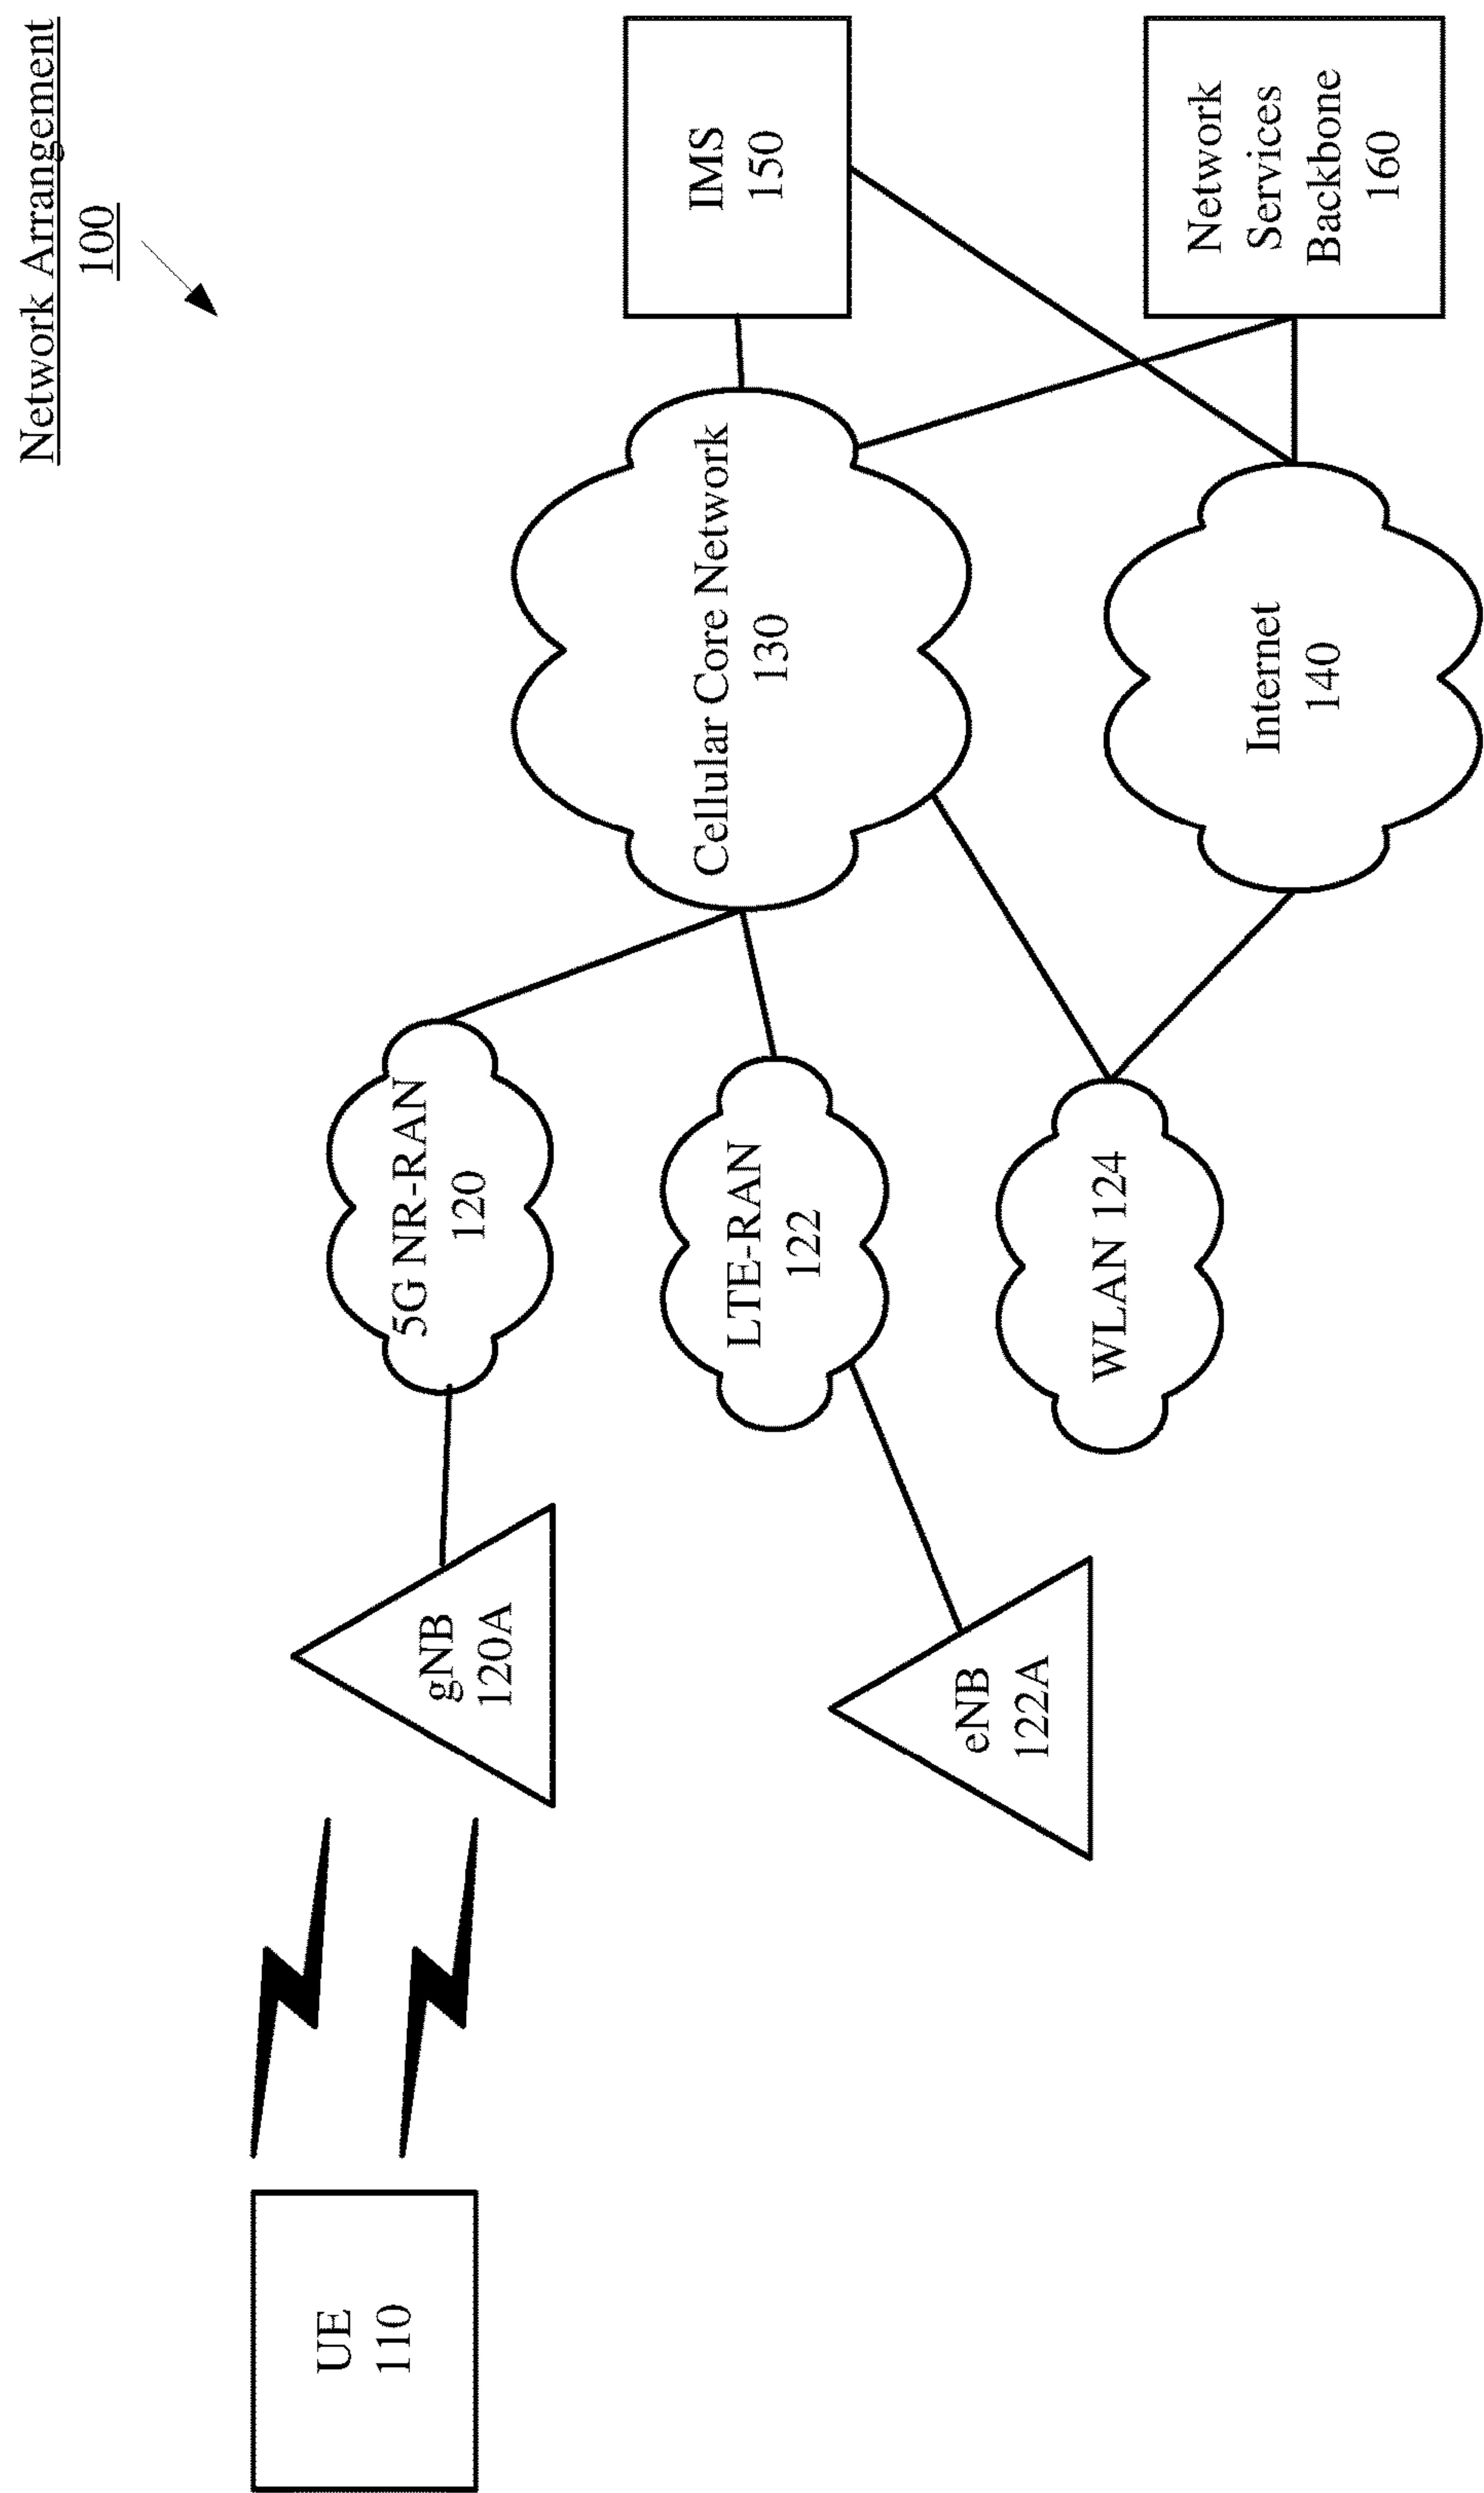 Network Arrangement
100
UE
110
gNB
120A
5G NR-RAN
120
eNB
122A
LTE-RAN
122
WLAN 124
Cellular Core Network
130
Internet
140
IMS
150
Network
Services
Backbone
160